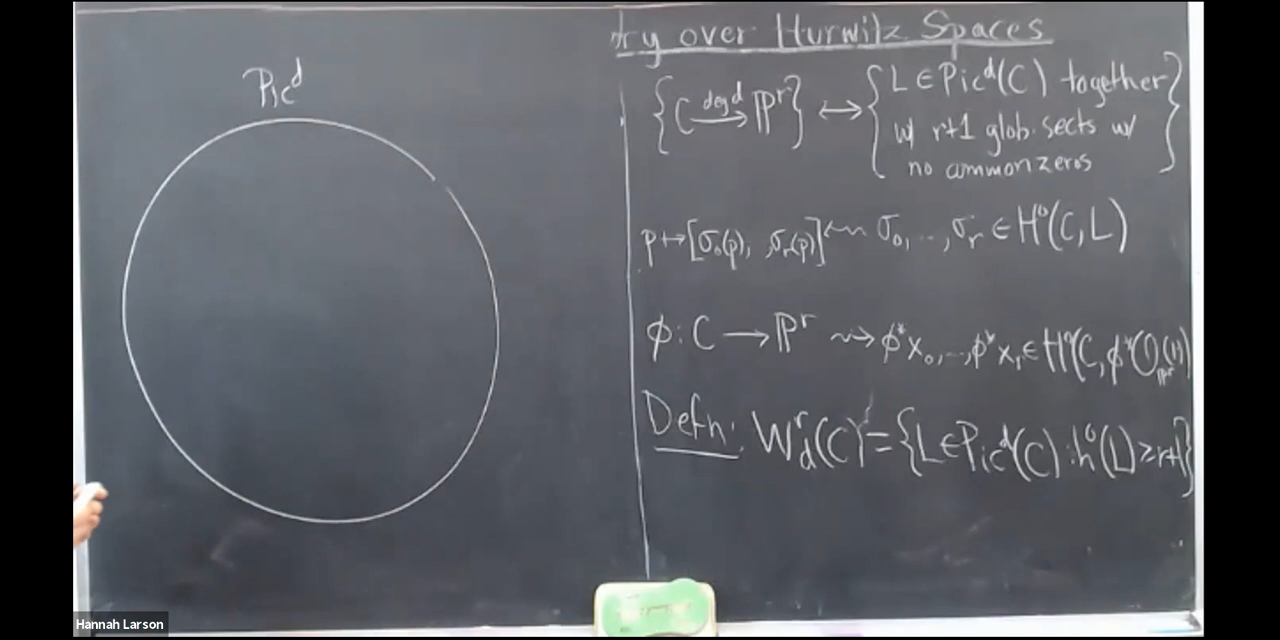 Pic^d
ry over Hurwitz Spaces
{C \xrightarrow{deg d} ℙ^r} ↔ {L ∈ Pic^d(C) together
w/ r+1 glob. sects w/
no common zeros}
p ↦ [σ_0(p), ,σ_r(p)] ⇜ σ_0, ..., σ_r ∈ H^0(C, L)
φ: C → ℙ^r ⇝ φ^*x_0, ..., φ^*x_r ∈ H^0(C, φ^*O_{ℙ^r}(1))
Defn: W^r_d(C) = {L ∈ Pic^d(C) : h^0(L) ≥ r+1}
Hannah Larson